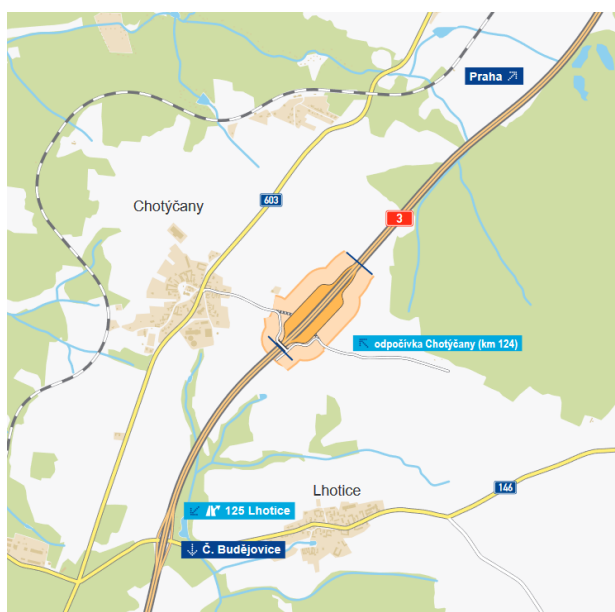 Praha
Chotýčany
603
3
odpočívka Chotýčany (km 124)
146
Lhotice
125 Lhotice
Č. Budějovice